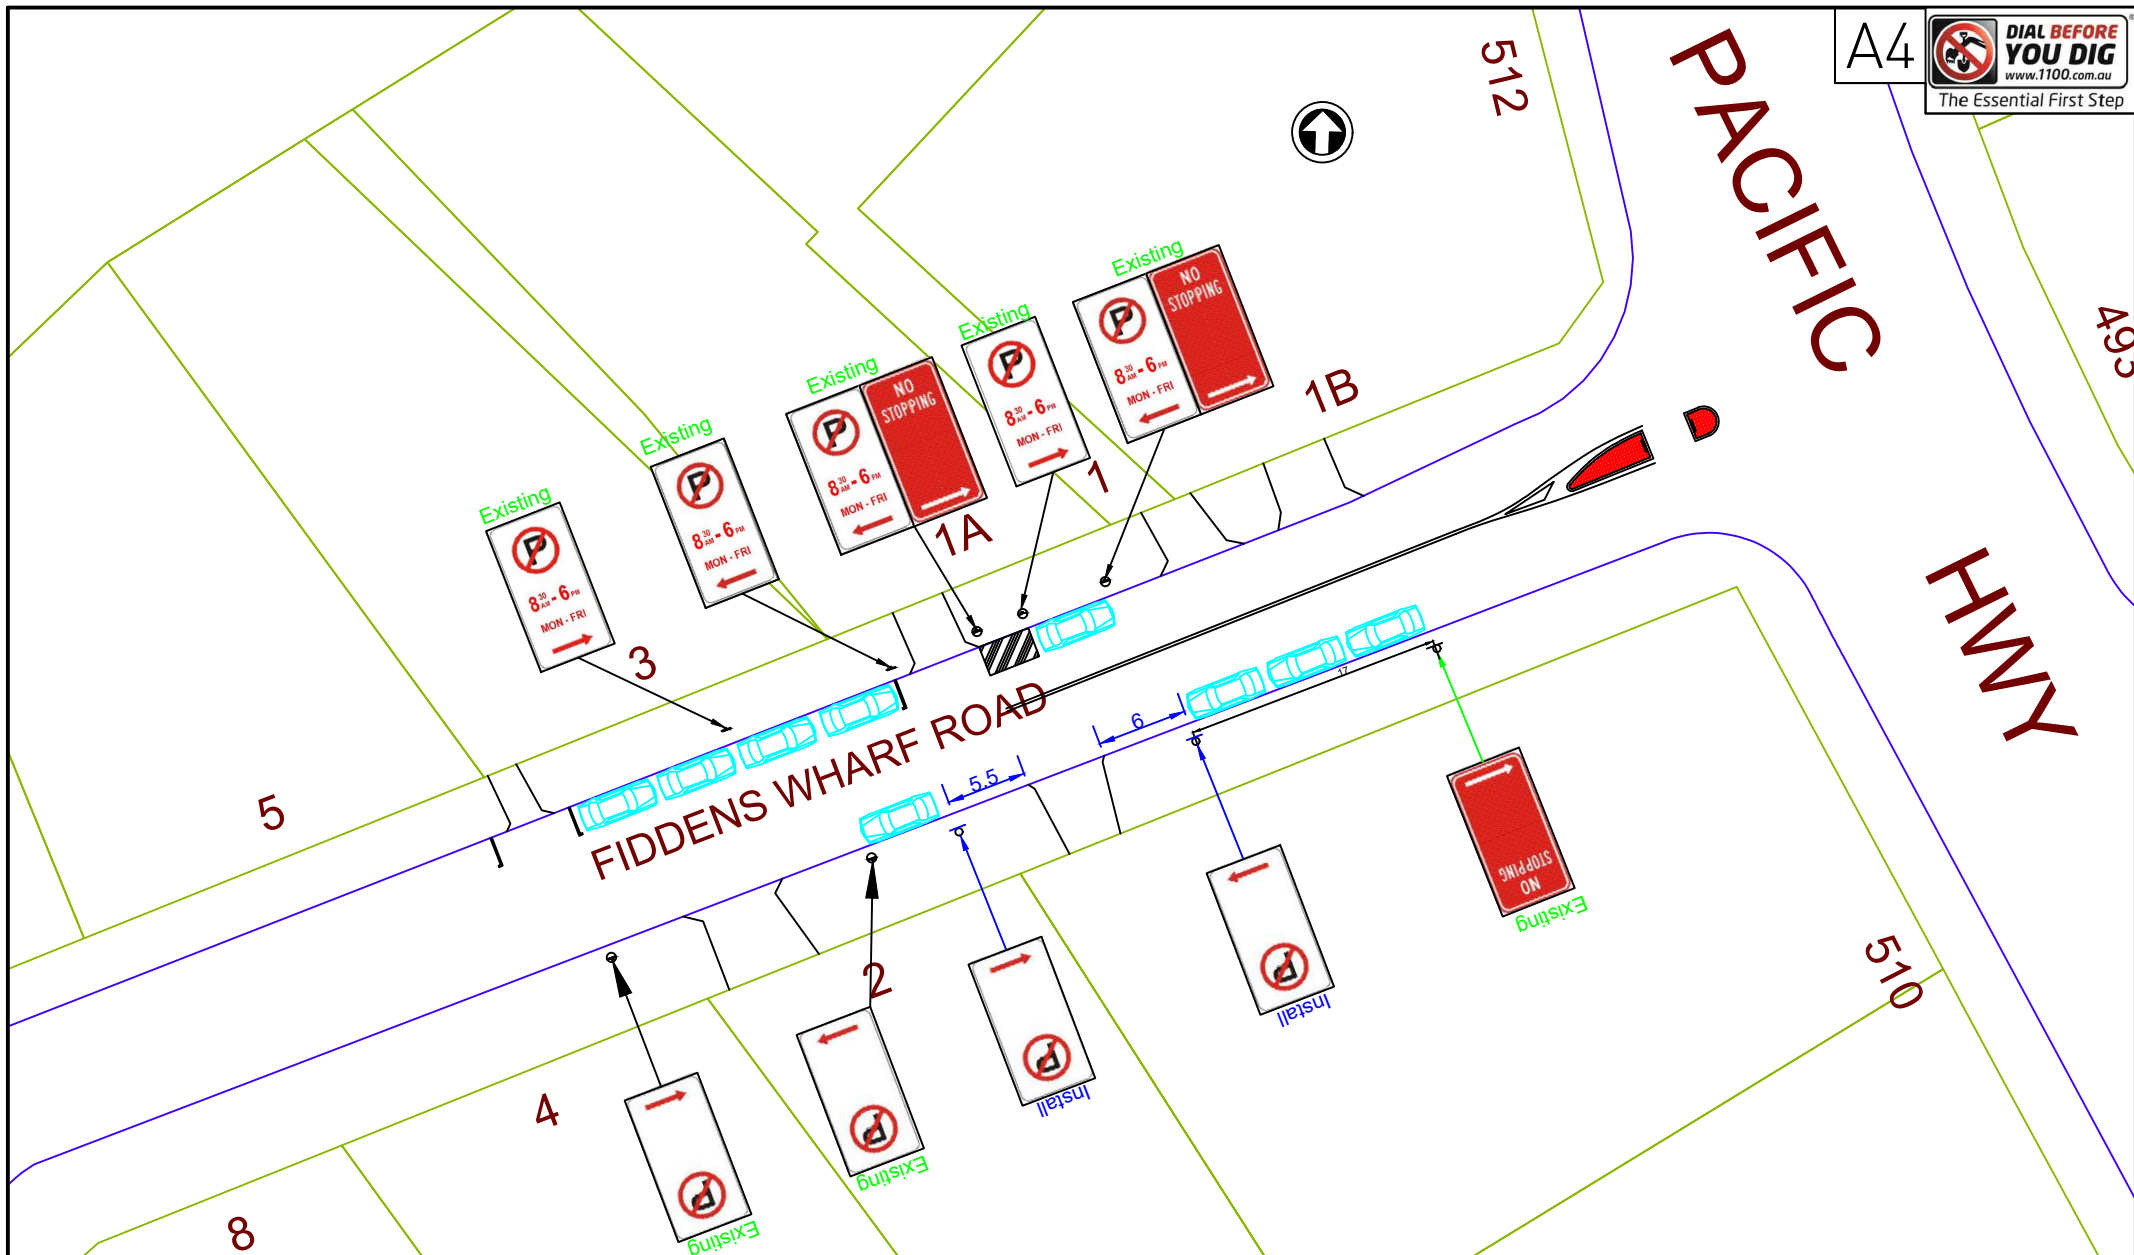 A4
DIAL BEFORE
YOU DIG
www.1100.com.au
The Essential First Step
®
512
PACIFIC
HWY
493
Existing
NO
STOPPING
P
8 30 AM - 6 PM
MON - FRI
1B
Existing
P
8 30 AM - 6 PM
MON - FRI
1
Existing
NO
STOPPING
P
8 30 AM - 6 PM
MON - FRI
1A
Existing
P
8 30 AM - 6 PM
MON - FRI
Existing
P
8 30 AM - 6 PM
MON - FRI
3
5
FIDDENS WHARF ROAD
17
6
5.5
NO
STOPPING
Existing
P
Install
P
Install
2
P
Existing
4
P
Existing
8
510